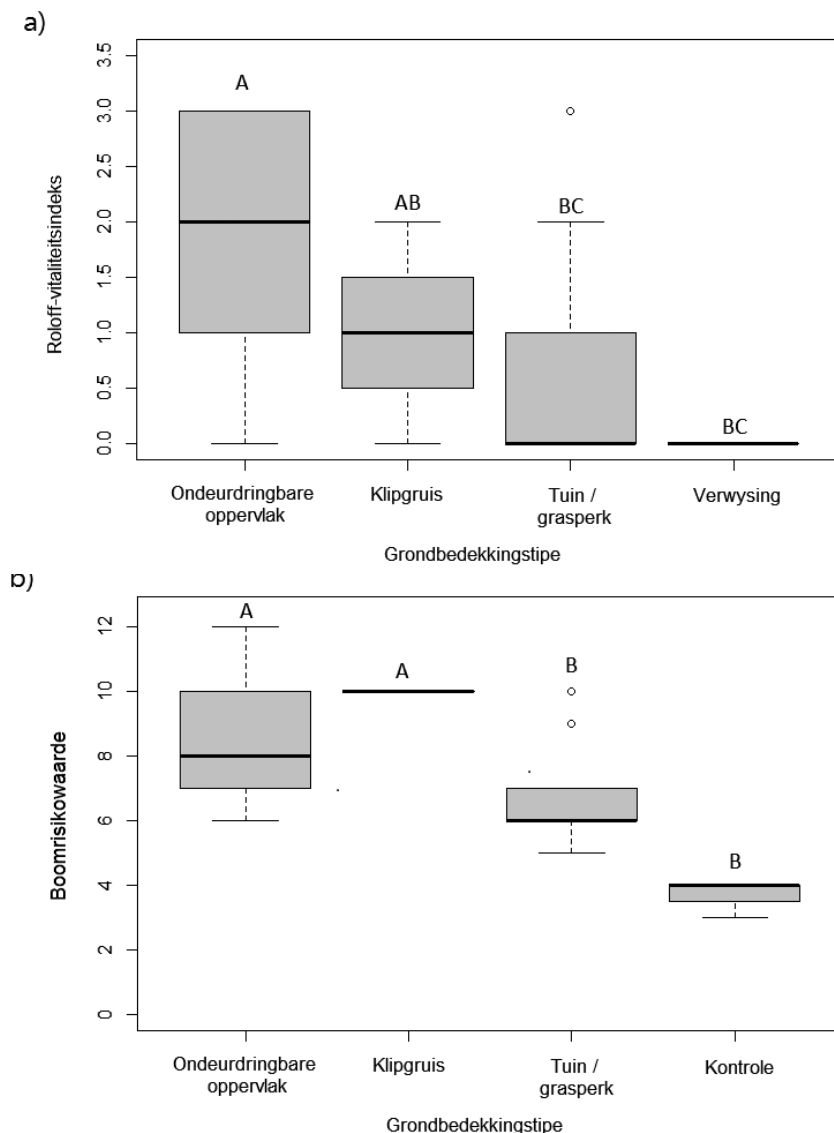 a)
3.5
3.0
2.5
2.0
1.5
1.0
0.5
0.0
Roloff-vitaliteitsindeks
A
AB
BC
BC
Ondeurdringbare
oppervlak
Klipgruis
Tuin /
grasperk
Verwysing
Grondbedekkingstipe
b)
12
10
8
6
4
2
0
Boomrisikowaarde
A
A
B
B
Ondeurdringbare
oppervlak
Klipgruis
Tuin /
grasperk
Kontrole
Grondbedekkingstipe